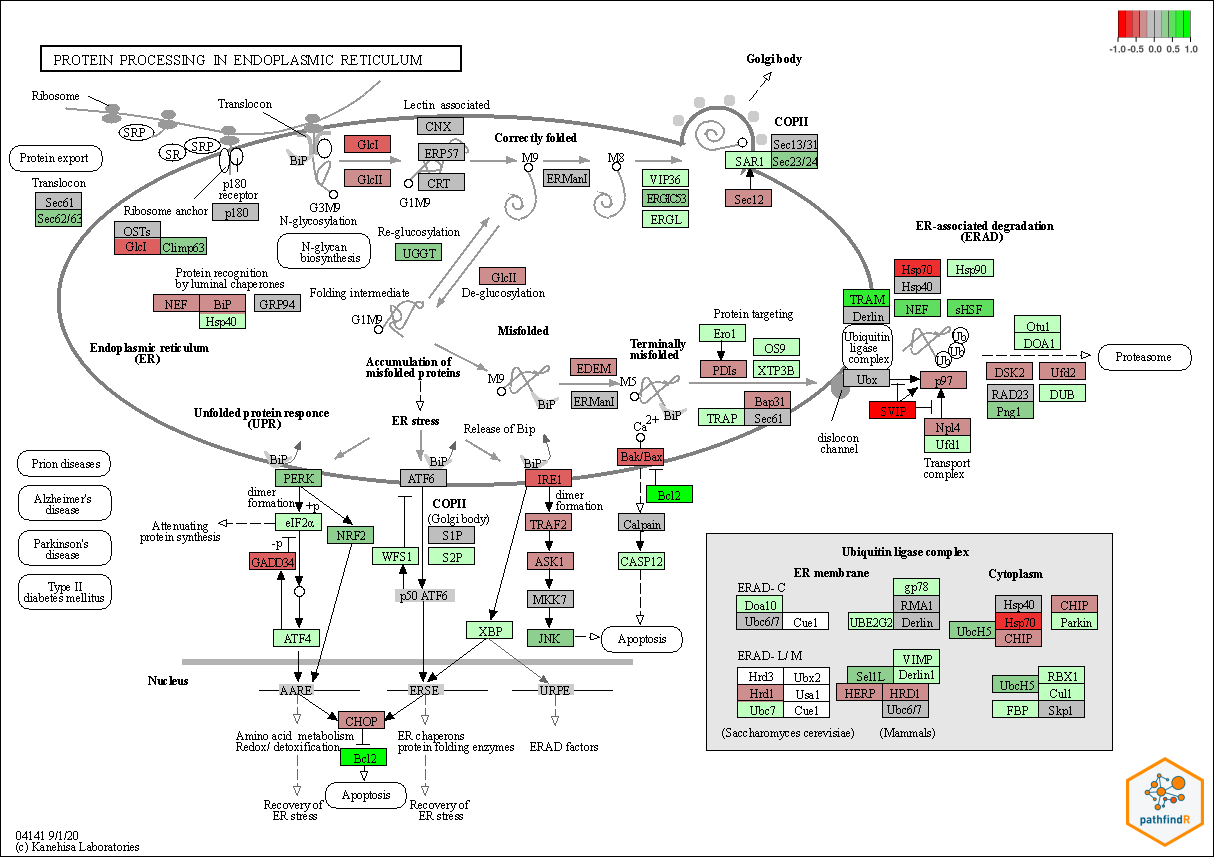 -1.0 -0.5 0.0 0.5 1.0
PROTEIN PROCESSING IN ENDOPLASMIC RETICULUM
Golgi body
Ribosome
Translocon
Lectin associated
COPII
SRP
SR
SRP
BiP
GlcI
GlcII
CNX
ERP57
CRT
G1M9
Correctly folded
M9
ERManI
M8
SAR1
Sec13/31
Sec23/24
Sec12
VIP36
ERGIC53
ERGL
Protein export
Translocon
Sec61
Sec62/63
p180
receptor
p180
Ribosome anchor
OSTs
GlcI
Climp63
G3M9
N-glycosylation
N-glycan
biosynthesis
Re-glucosylation
UGGT
GlcII
De-glucosylation
Protein recognition
by luminal chaperones
NEF
BiP
GRP94
Hsp40
Folding intermediate
G1M9
Endoplasmic reticulum
(ER)
Misfolded
Accumulation of
misfolded proteins
M9
BiP
EDEM
ERManI
Terminally
misfolded
M5
BiP
Protein targeting
Ero1
PDIs
OS9
XTP3B
Bap31
TRAP
Sec61
ER-associated degradation
(ERAD)
Hsp70
Hsp40
Hsp90
NEF
sHSF
TRAM
Derlin
Ubiquitin
ligase
complex
Ub
Ub
Ub
Ubx
p97
SVIP
Npl4
Ufd1
Transport
complex
dislocon
channel
Otu1
DOA1
Proteasome
DSK2
Ufd2
RAD23
DUB
Png1
Unfolded protein responce
(UPR)
ER stress
Release of Bip
Ca2+
Prion diseases
Alzheimer's
disease
Parkinson's
disease
Type II
diabetes mellitus
BiP
PERK
dimer
formation
+p
eIF2α
Attenuating
protein synthesis
-p
GADD34
NRF2
ATF4
BiP
ATF6
COPII
(Golgi body)
S1P
S2P
WFS1
p50 ATF6
BiP
IRE1
dimer
formation
TRAF2
ASK1
MKK7
JNK
XBP
Bak/Bax
Bcl2
Calpain
CASP12
Apoptosis
Nucleus
AARE
ERSE
URPE
CHOP
Bcl2
Apoptosis
Amino acid metabolism
Redox/ detoxification
ER chaperons
protein folding enzymes
ERAD factors
Recovery of
ER stress
Recovery of
ER stress
Ubiquitin ligase complex
ER membrane
Cytoplasm
ERAD- C
Doa10
Ubc6/7
Cue1
gp78
RMA1
UBE2G2
Derlin
UbcH5
Hsp40
Hsp70
CHIP
CHIP
Parkin
ERAD- L/ M
Hrd3
Ubx2
Hrd1
Usa1
Ubc7
Cue1
VIMP
Sel1L
Derlin1
HERP
HRD1
Ubc6/7
UbcH5
RBX1
Cul1
FBP
Skp1
(Saccharomyces cerevisiae)
(Mammals)
pathfindR
04141 9/1/20
(c) Kanehisa Laboratories